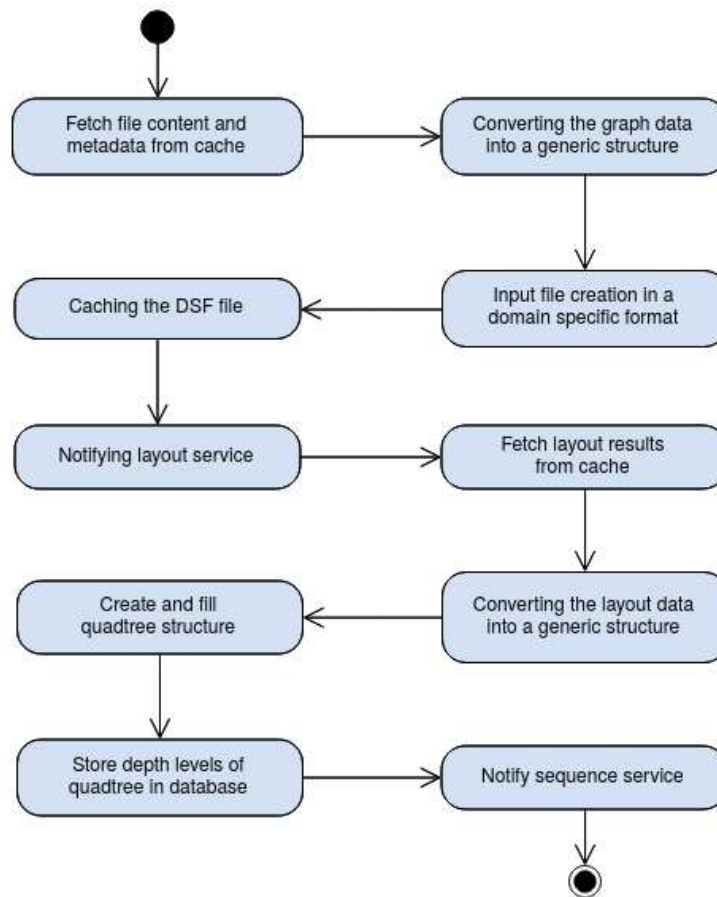 Fetch file content and
metadata from cache
Converting the graph data
into a generic structure
Input file creation in a
domain specific format
Caching the DSF file
Notifying layout service
Fetch layout results
from cache
Converting the layout data
into a generic structure
Create and fill
quadtree structure
Store depth levels of
quadtree in database
Notify sequence service